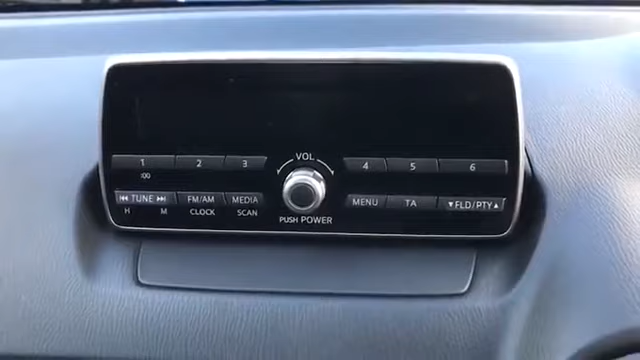 VOL
1 2 3 4 5 6
:00
⏮ TUNE ⏭ FM/AM MEDIA MENU TA ▼FLD/PTY▲
H M CLOCK SCAN
PUSH POWER